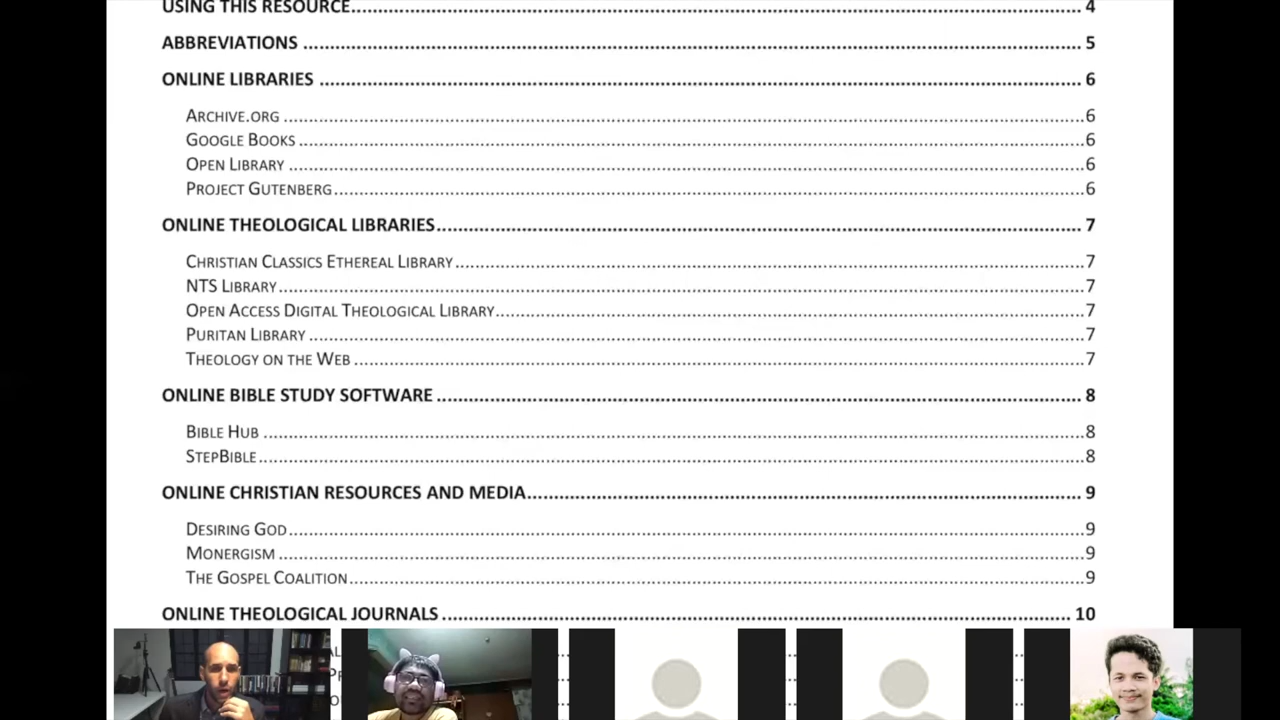 USING THIS RESOURCE 4
ABBREVIATIONS 5
ONLINE LIBRARIES 6
ARCHIVE.ORG 6
GOOGLE BOOKS 6
OPEN LIBRARY 6
PROJECT GUTENBERG 6
ONLINE THEOLOGICAL LIBRARIES 7
CHRISTIAN CLASSICS ETHEREAL LIBRARY 7
NTS LIBRARY 7
OPEN ACCESS DIGITAL THEOLOGICAL LIBRARY 7
PURITAN LIBRARY 7
THEOLOGY ON THE WEB 7
ONLINE BIBLE STUDY SOFTWARE 8
BIBLE HUB 8
STEPBIBLE 8
ONLINE CHRISTIAN RESOURCES AND MEDIA 9
DESIRING GOD 9
MONERGISM 9
THE GOSPEL COALITION 9
ONLINE THEOLOGICAL JOURNALS 10